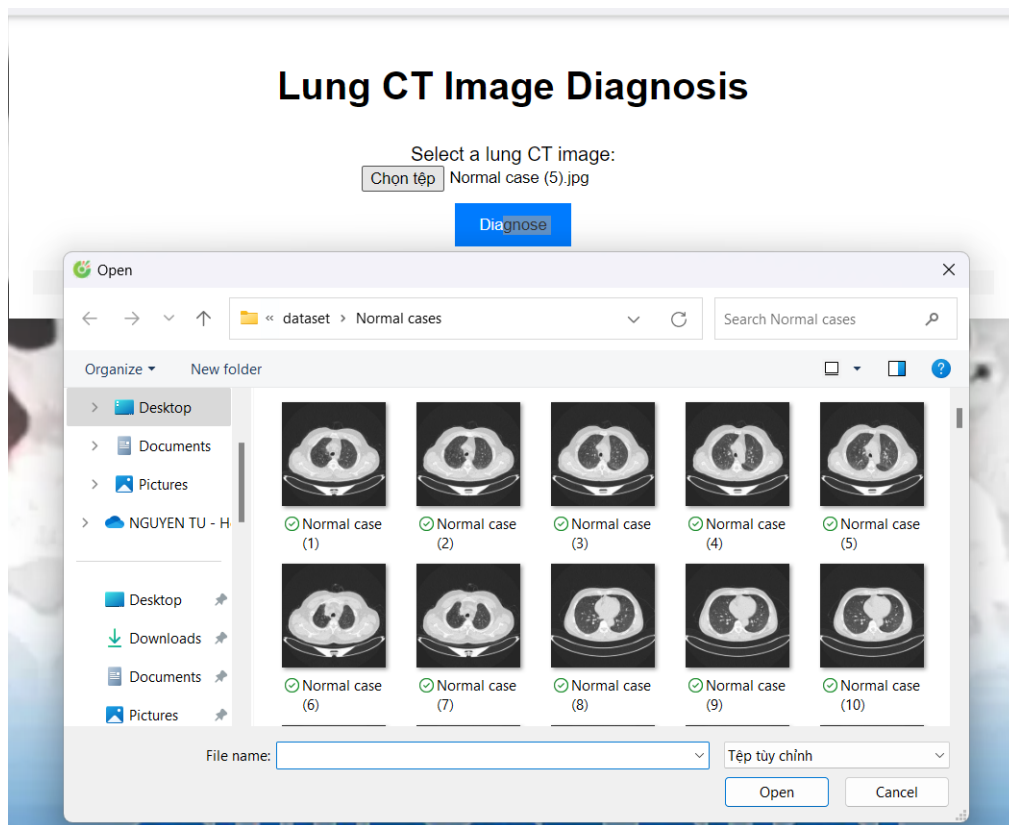 Lung CT Image Diagnosis
Select a lung CT image:
Chọn tệp Normal case (5).jpg
Diagnose
Open
« dataset > Normal cases
Search Normal cases
Organize
New folder
Desktop
Documents
Pictures
NGUYEN TU - H
Desktop
Downloads
Documents
Pictures
Normal case
(1)
Normal case
(2)
Normal case
(3)
Normal case
(4)
Normal case
(5)
Normal case
(6)
Normal case
(7)
Normal case
(8)
Normal case
(9)
Normal case
(10)
File name:
Tệp tùy chỉnh
Open
Cancel